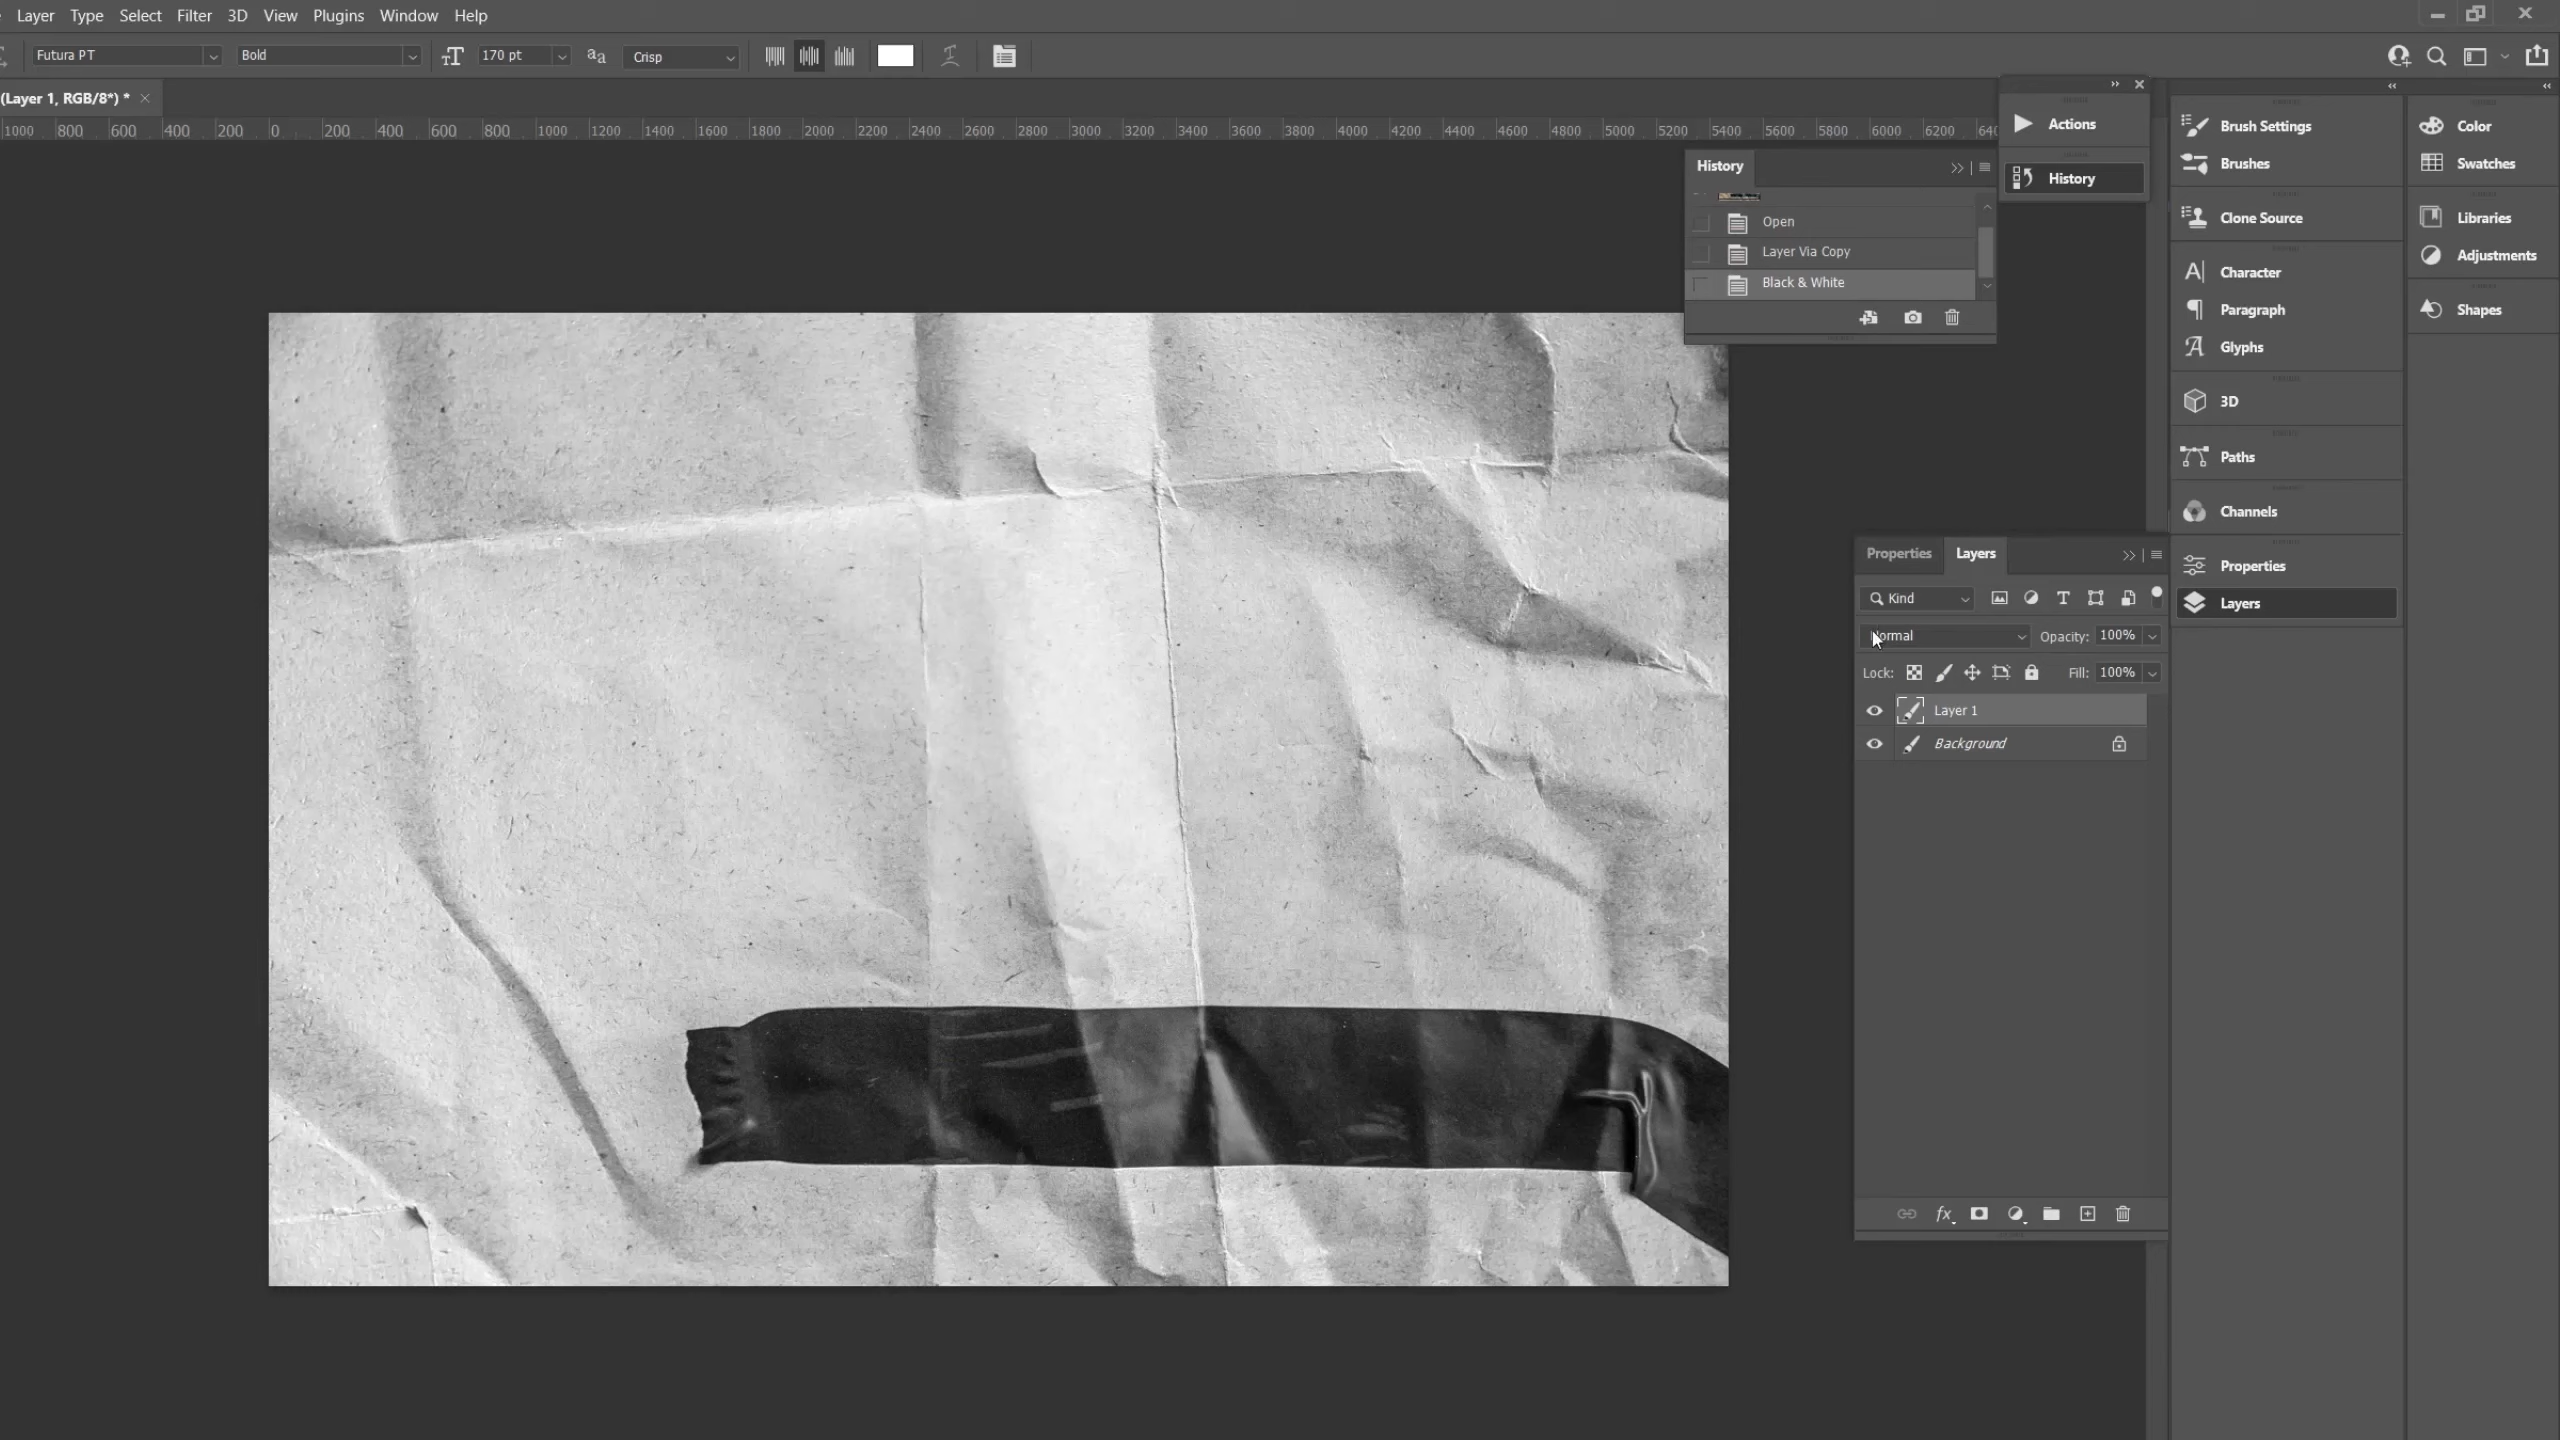 Layer Type Select Filter 3D View Plugins Window Help
Futura PT Bold 170 pt aa Crisp
(Layer 1, RGB/8*) *
1000 800 600 400 200 0 200 400 600 800 1000 1200 1400 1600 1800 2000 2200 2400 2600 2800 3000 3200 3400 3600 3800 4000 4200 4400 4600 4800 5000 5200 5400 5600 5800 6000 6200
Actions
History
History
Open
Layer Via Copy
Black & White
Brush Settings
Brushes
Clone Source
Character
Paragraph
Glyphs
3D
Paths
Channels
Properties
Layers
Color
Swatches
Libraries
Adjustments
Shapes
Properties Layers
Kind
Opacity: 100%
Lock: Fill: 100%
Layer 1
Background